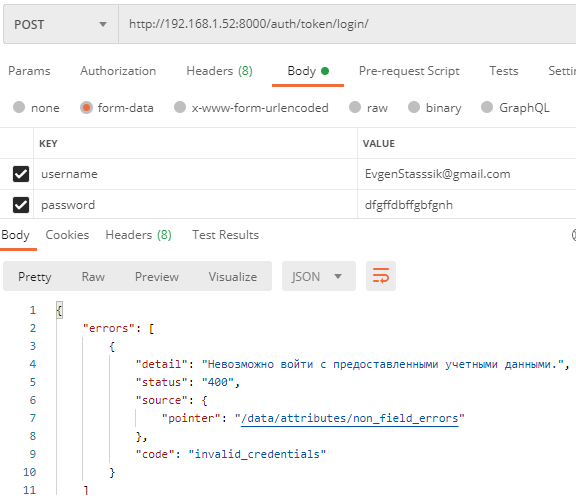 POST http://192.168.1.52:8000/auth/token/login/
Params Authorization Headers (8) Body Pre-request Script Tests Settin
none form-data x-www-form-urlencoded raw binary GraphQL
KEY VALUE
username EvgenStasssik@gmail.com
password dfgffdbffgbfgnh
Body Cookies Headers (8) Test Results
Pretty Raw Preview Visualize JSON
1 {
2 "errors": [
3 {
4 "detail": "Невозможно войти с предоставленными учетными данными.",
5 "status": "400",
6 "source": {
7 "pointer": "/data/attributes/non_field_errors"
8 },
9 "code": "invalid_credentials"
10 }
11 ]